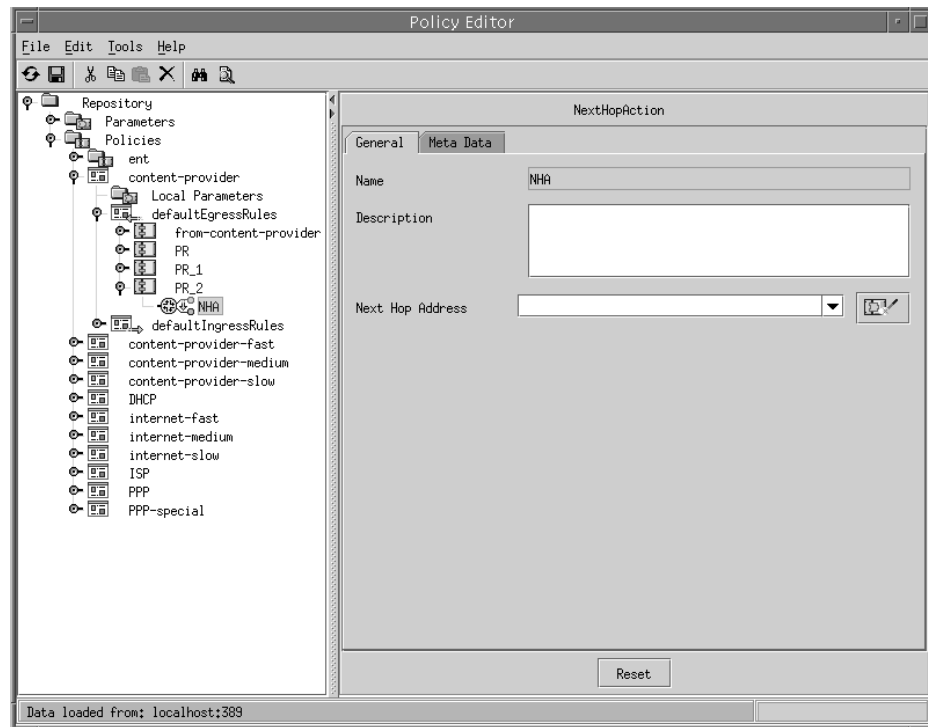 Policy Editor
File Edit Tools Help
Repository
Parameters
Policies
ent
content-provider
Local Parameters
defaultEgressRules
from-content-provider
PR
PR_1
PR_2
NHA
defaultIngressRules
content-provider-fast
content-provider-medium
content-provider-slow
DHCP
internet-fast
internet-medium
internet-slow
ISP
PPP
PPP-special
NextHopAction
General Meta Data
Name NHA
Description
Next Hop Address
Reset
Data loaded from: localhost:389